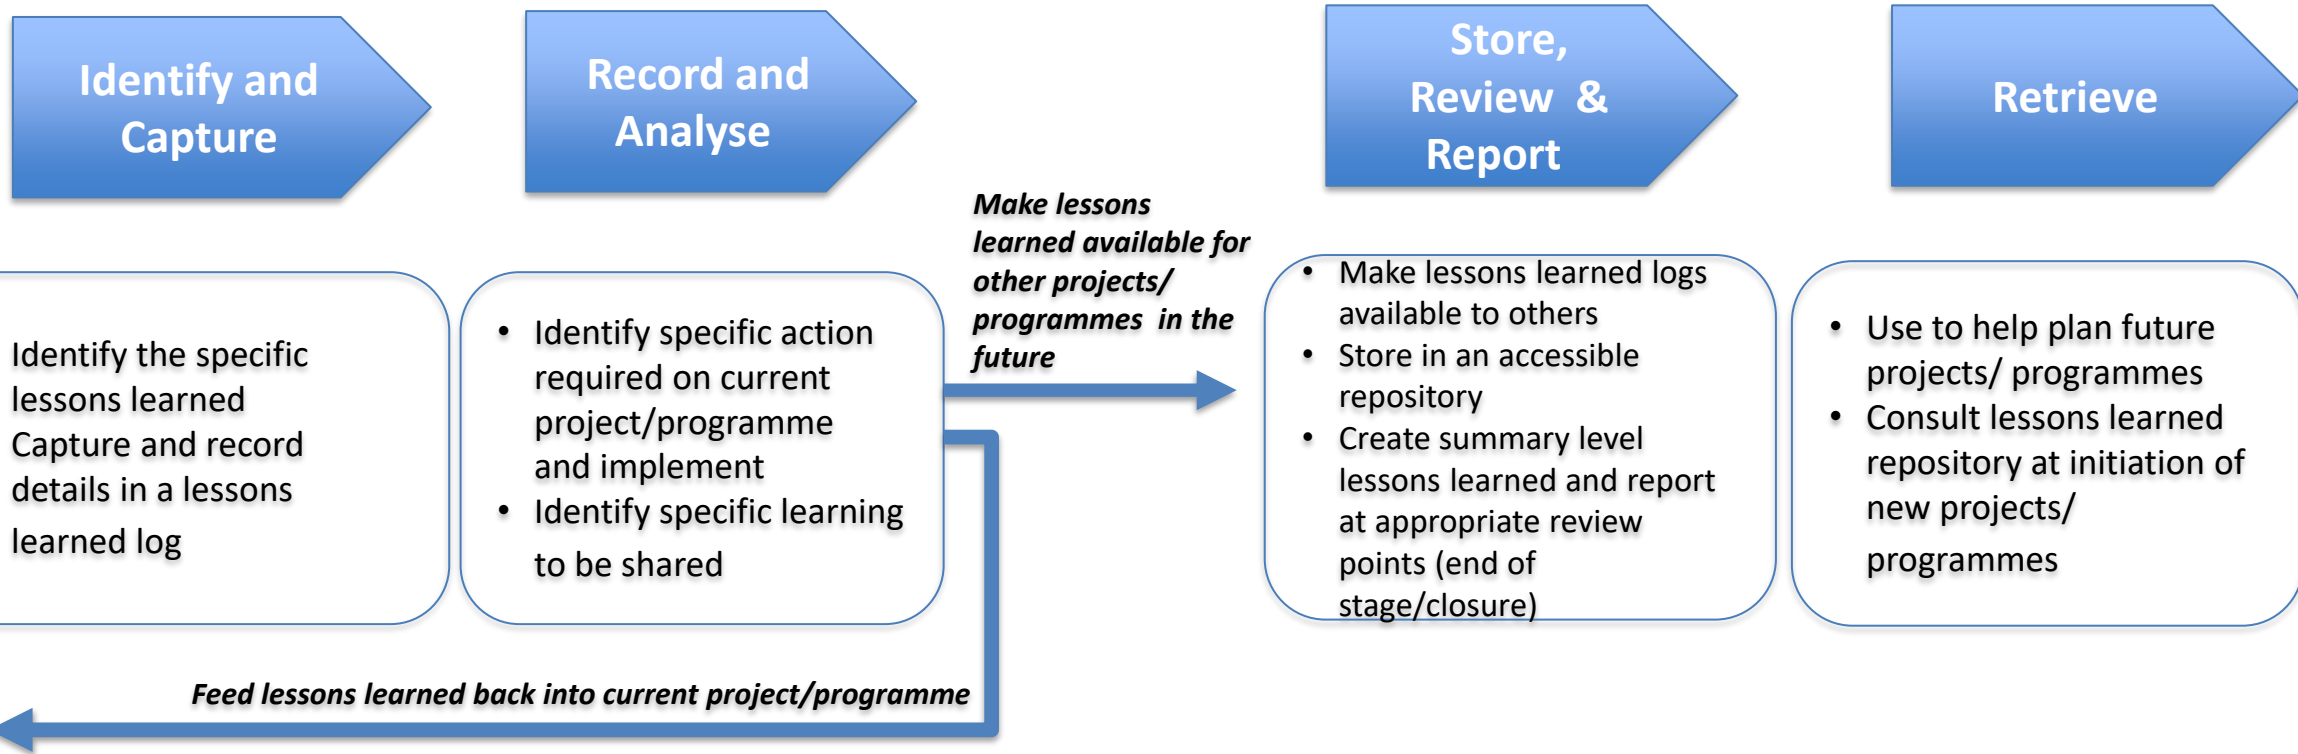 Identify and
Capture
Record and
Analyse
Store,
Review & 
Report
Retrieve
Make lessons
learned available for
other projects/
programmes in the
future
Identify the specific
lessons learned
Capture and record
details in a lessons
learned log
• Identify specific action
required on current
project/programme
and implement
• Identify specific learning
to be shared
• Make lessons learned logs
available to others
• Store in an accessible
repository
• Create summary level
lessons learned and report
at appropriate review
points (end of
stage/closure)
• Use to help plan future
projects/ programmes
• Consult lessons learned
repository at initiation of
new projects/
programmes
Feed lessons learned back into current project/programme